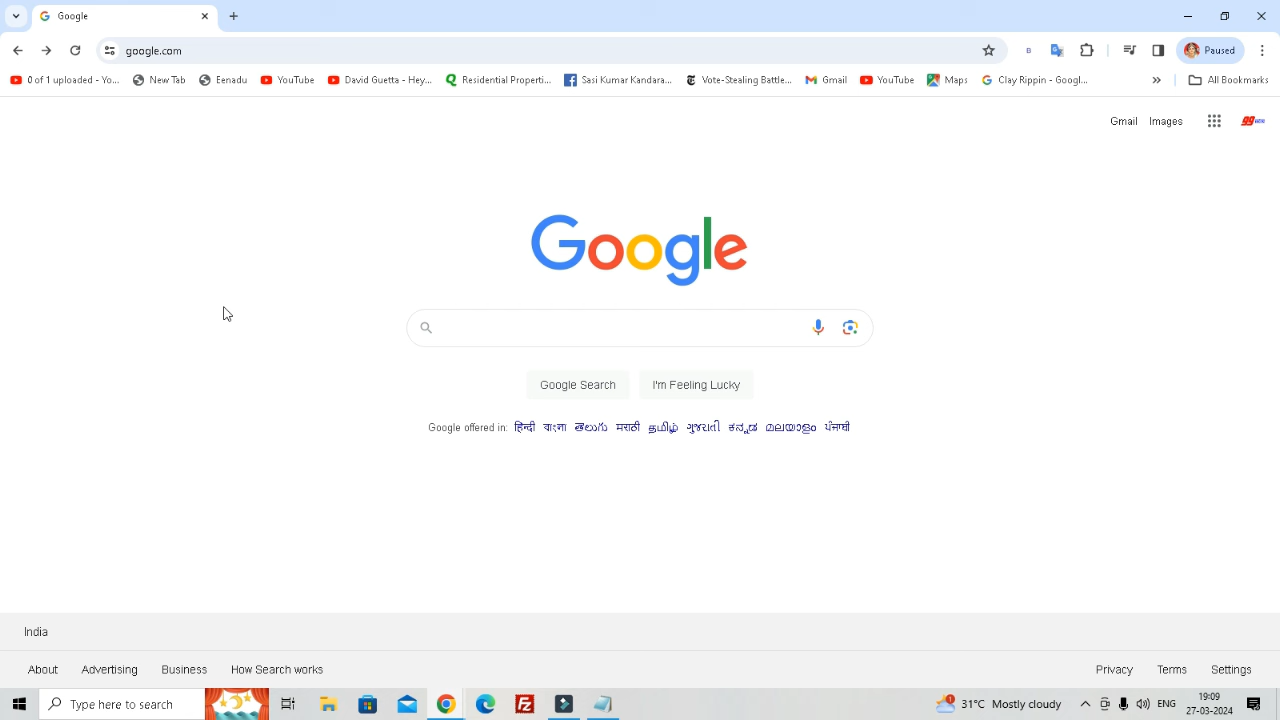 Google
google.com
Paused
0 of 1 uploaded - Yo... New Tab Eenadu YouTube David Guetta - Hey,... Residential Properti... Sasi Kumar Kandara... Vote-Stealing Battle... Gmail YouTube Maps Clay Rippin - Googl... » All Bookmarks
Gmail Images
Google
Google Search I'm Feeling Lucky
Google offered in: हिन्दी বাংলা తెలుగు मराठी தமிழ் ગુજરાતી ಕನ್ನಡ മലയാളം ਪੰਜਾਬੀ
India
About Advertising Business How Search works Privacy Terms Settings
Type here to search 31°C Mostly cloudy ENG 19:09
27-03-2024